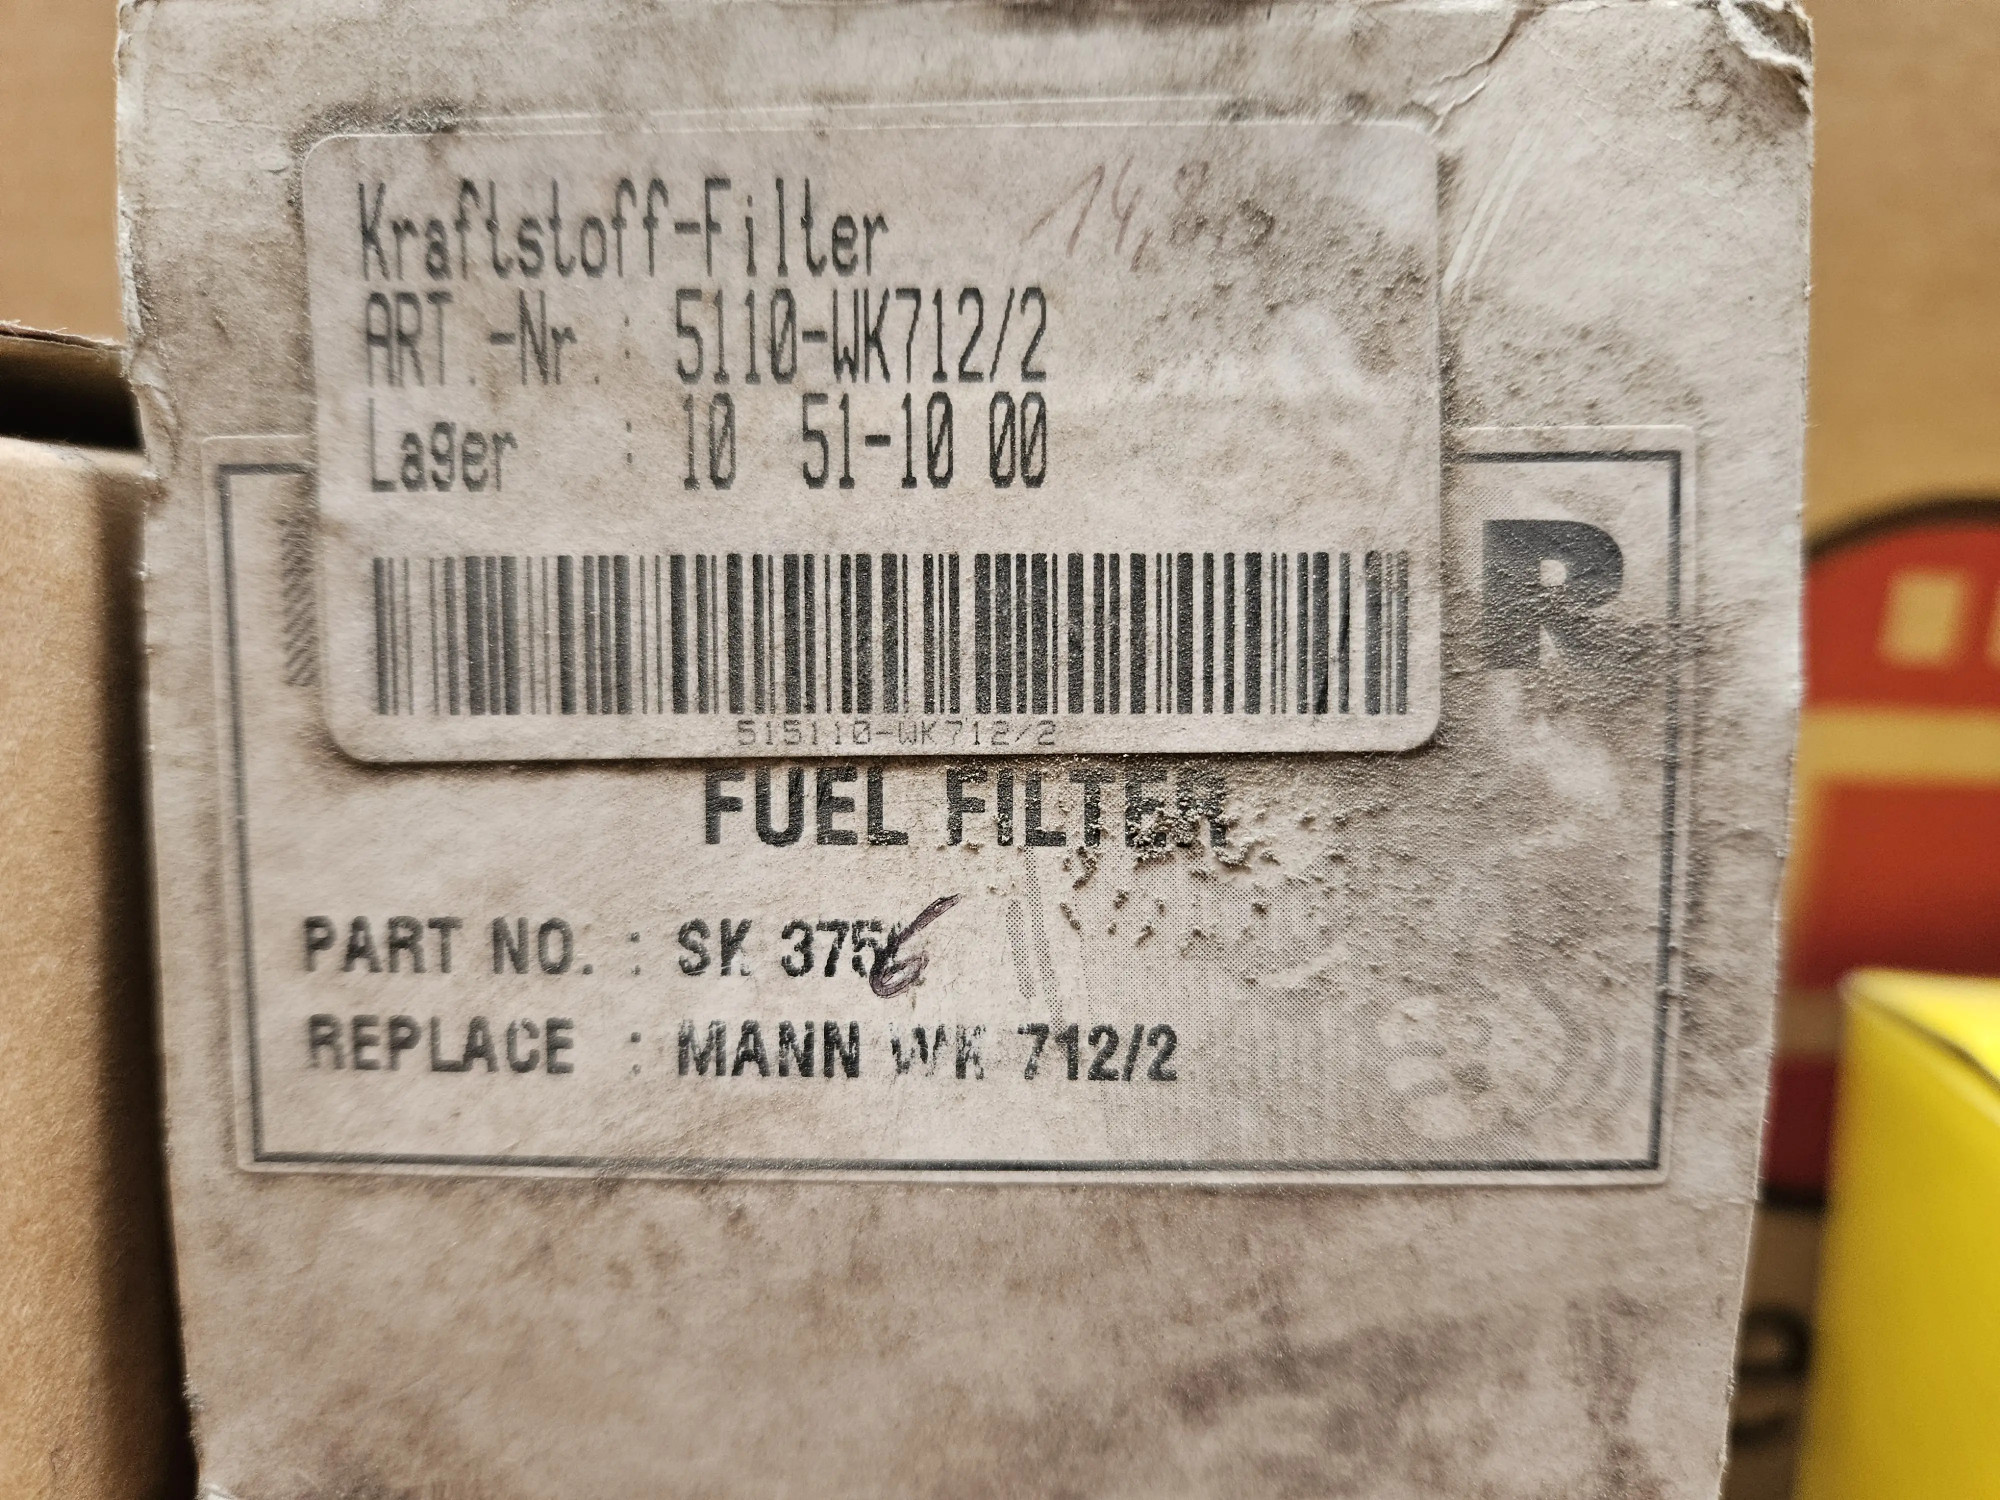 Kraftstoff-Filter
ART.-Nr. : 5110-WK712/2
Lager : 10 51-10 00
R
515110-WK712/2
FUEL FILTER
PART NO. : SK 3756
REPLACE : MANN WK 712/2